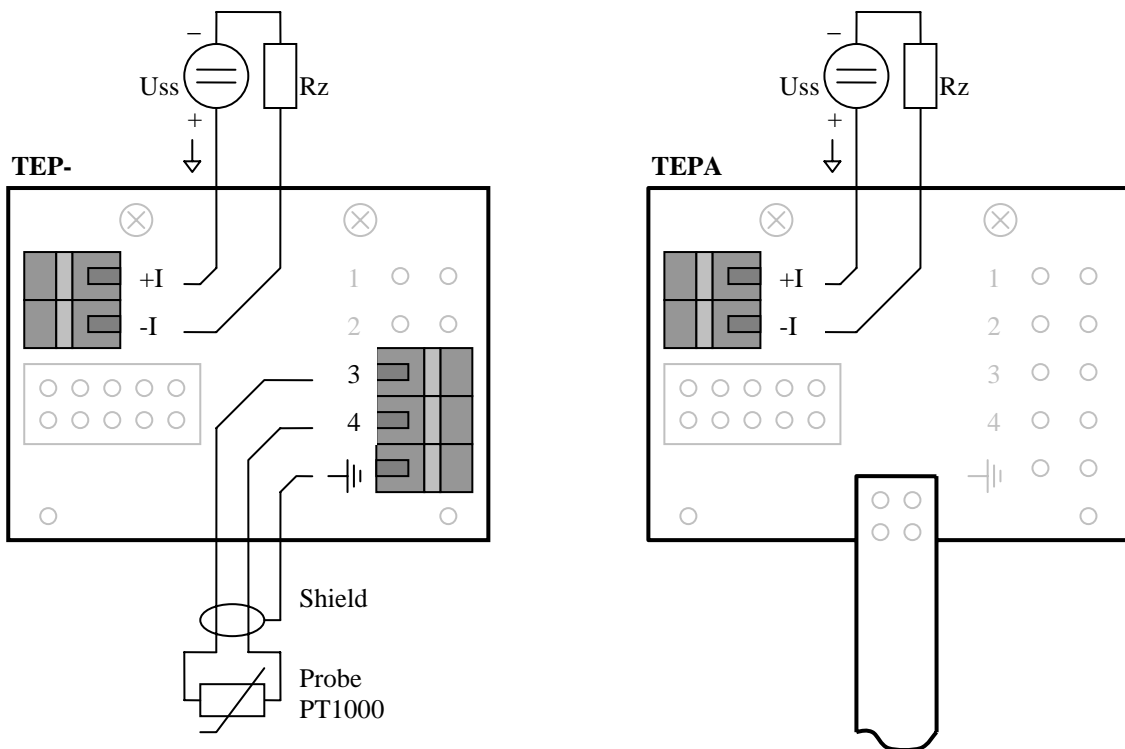 −
Uss
Rz
+
TEP-
+I
-I
1
2
3
4
Shield
Probe
PT1000
−
Uss
Rz
+
TEPA
+I
-I
1
2
3
4